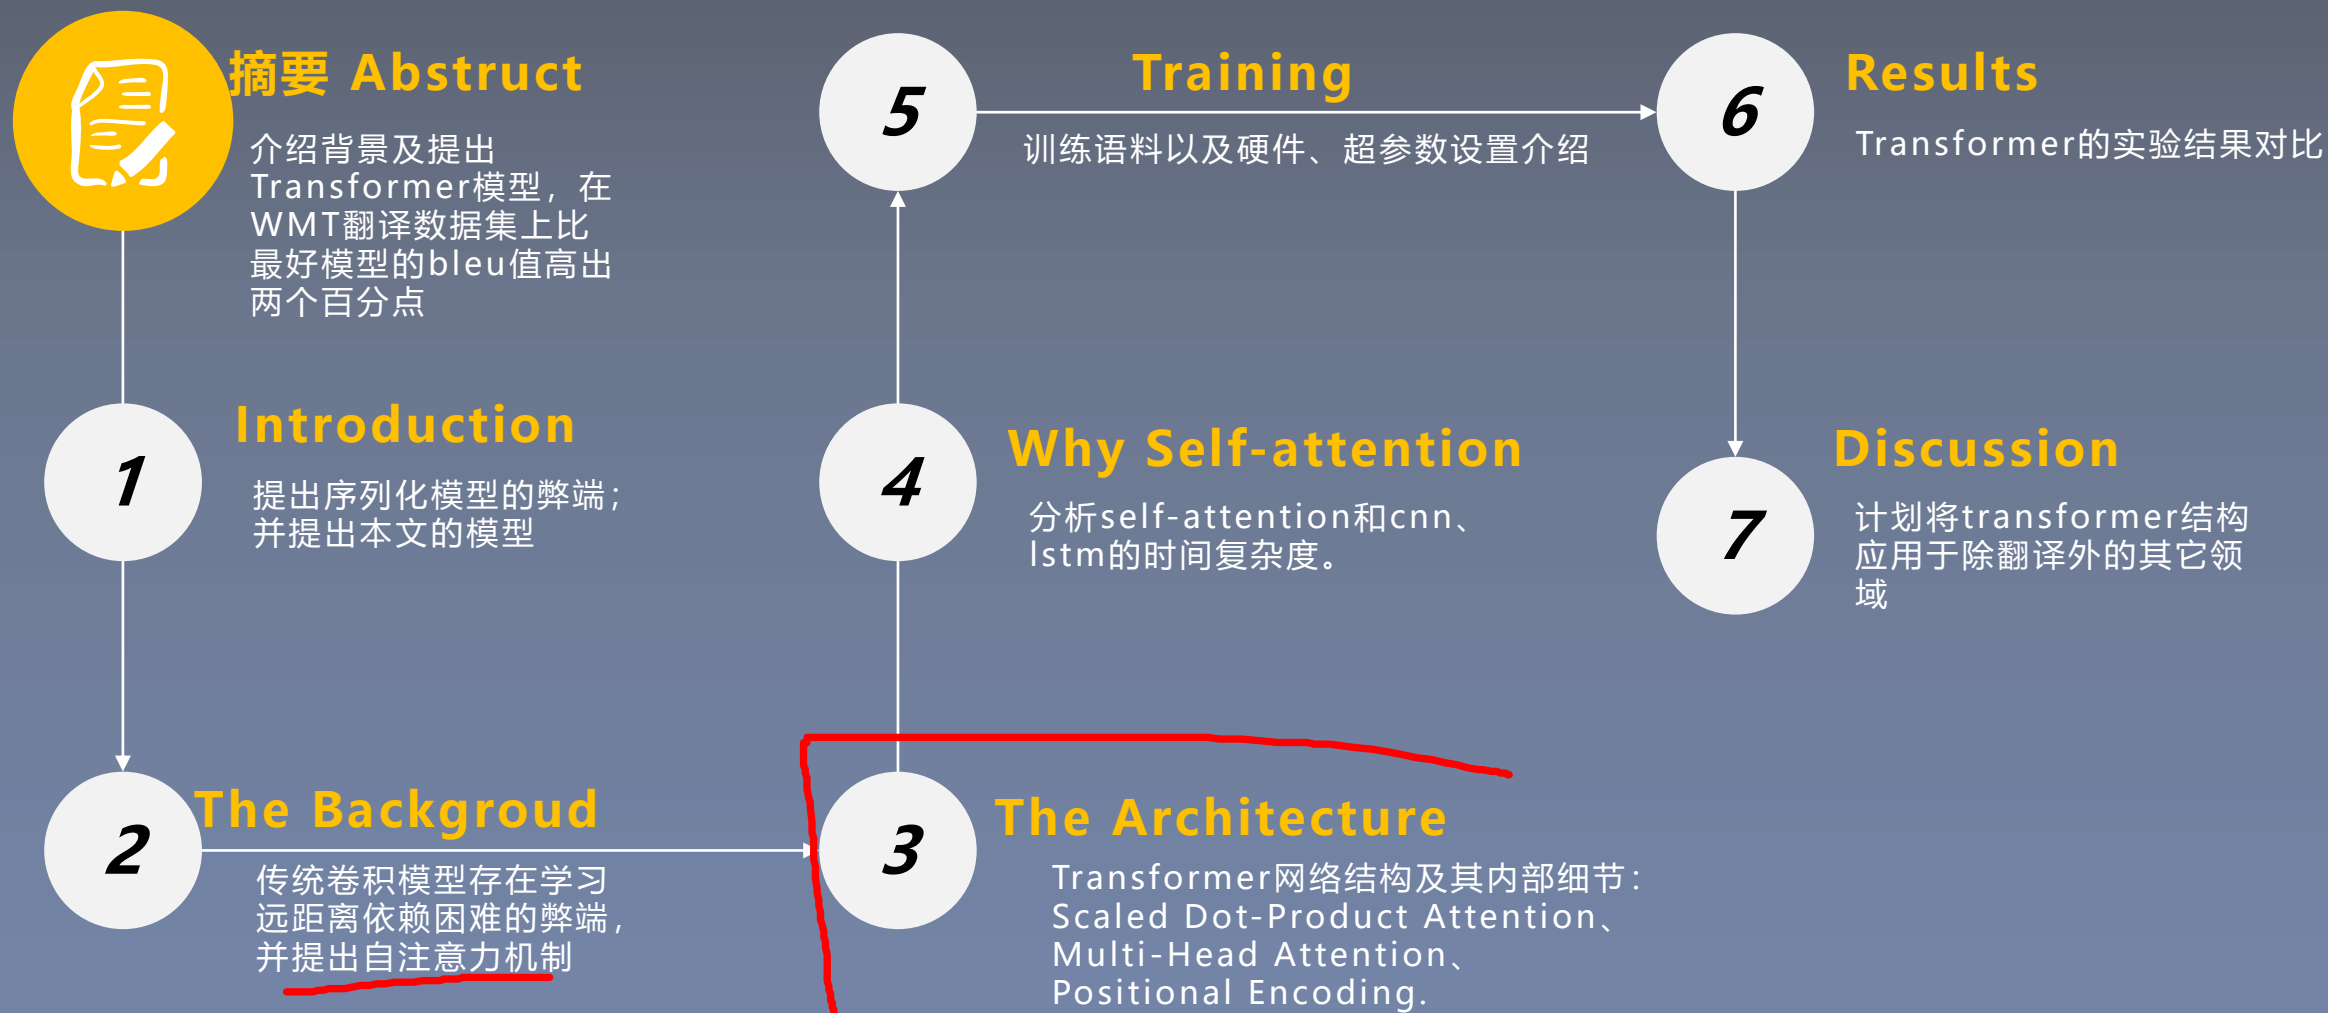 摘要 Abstruct
介绍背景及提出
Transformer模型，在
WMT翻译数据集上比
最好模型的bleu值高出
两个百分点
1
Introduction
提出序列化模型的弊端；
并提出本文的模型
2
The Backgroud
传统卷积模型存在学习
远距离依赖困难的弊端，
并提出自注意力机制
3
The Architecture
Transformer网络结构及其内部细节：
Scaled Dot-Product Attention、
Multi-Head Attention、
Positional Encoding.
4
Why Self-attention
分析self-attention和cnn、
lstm的时间复杂度。
5
Training
训练语料以及硬件、超参数设置介绍
6
Results
Transformer的实验结果对比
7
Discussion
计划将transformer结构
应用于除翻译外的其它领
域